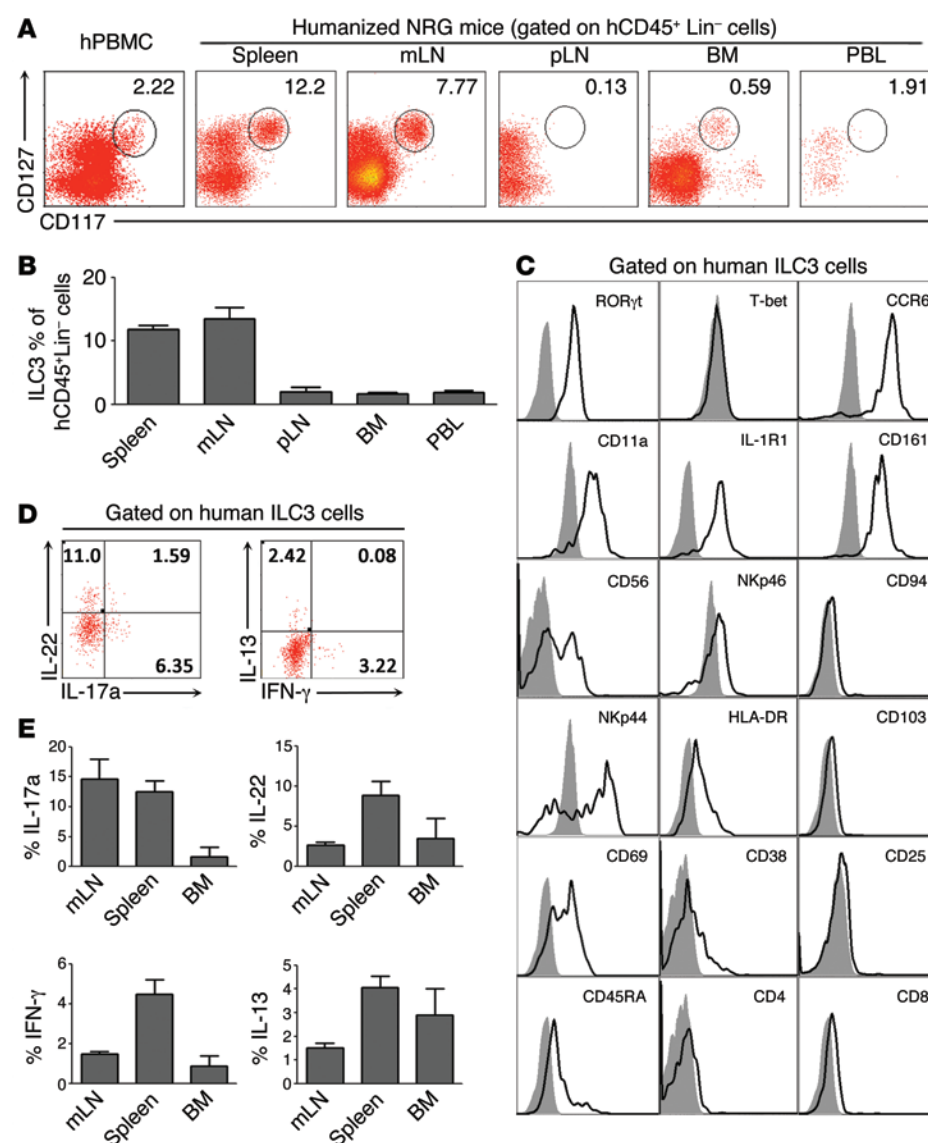 A
Humanized NRG mice (gated on hCD45⁺ Lin⁻ cells)
hPBMC
Spleen
mLN
pLN
BM
PBL
2.22
12.2
7.77
0.13
0.59
1.91
CD127
CD117
B
20
10
0
ILC3 % of
hCD45⁺Lin⁻ cells
Spleen
mLN
pLN
BM
PBL
C
Gated on human ILC3 cells
RORγt
T-bet
CCR6
CD11a
IL-1R1
CD161
CD56
NKp46
CD94
NKp44
HLA-DR
CD103
CD69
CD38
CD25
CD45RA
CD4
CD8
D
Gated on human ILC3 cells
11.0
1.59
6.35
IL-22
IL-17a
2.42
0.08
3.22
IL-13
IFN-γ
E
20
15
10
5
0
% IL-17a
mLN
Spleen
BM
15
10
5
0
% IL-22
mLN
Spleen
BM
6
4
2
0
% IFN-γ
mLN
Spleen
BM
5
4
3
2
1
0
% IL-13
mLN
Spleen
BM